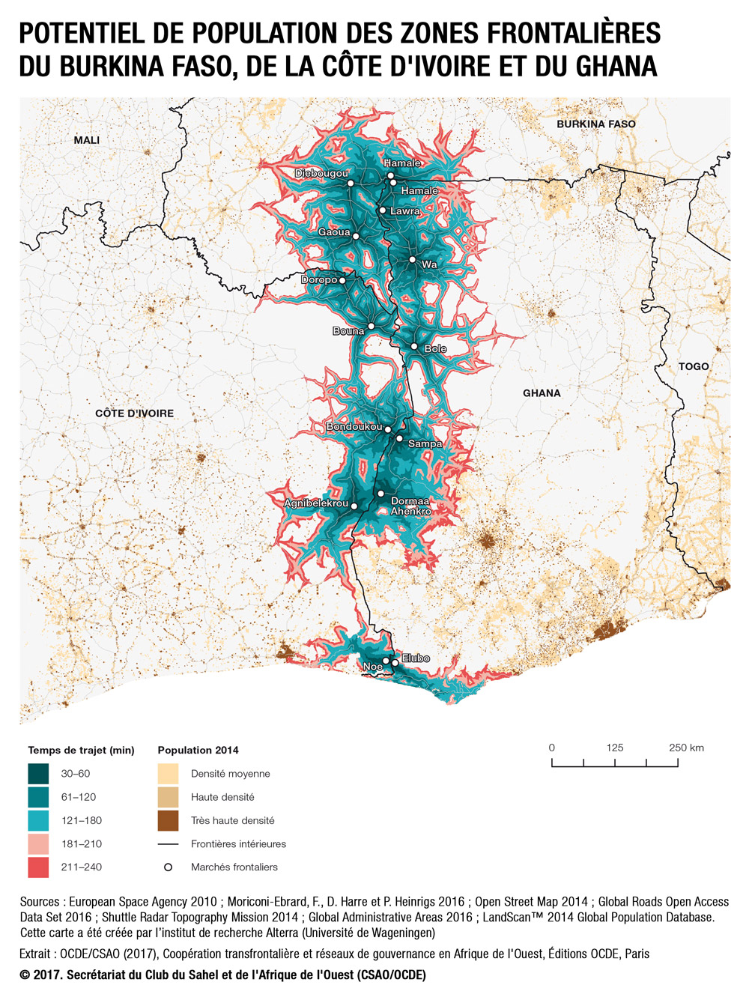 POTENTIEL DE POPULATION DES ZONES FRONTALIÈRES
DU BURKINA FASO, DE LA CÔTE D'IVOIRE ET DU GHANA
BURKINA FASO
MALI
Hamale
Diebougou
Hamale
Lawra
Gaoua
Wa
Doropo
Bouna
Bole
TOGO
GHANA
CÔTE D'IVOIRE
Bondoukou
Sampa
Agnibelekrou
Dormaa
Ahenkro
Elubo
Noe
Temps de trajet (min)
30–60
61–120
121–180
181–210
211–240
Population 2014
Densité moyenne
Haute densité
Très haute densité
Frontières intérieures
Marchés frontaliers
0 125 250 km
Sources : European Space Agency 2010 ; Moriconi-Ebrard, F., D. Harre et P. Heinrigs 2016 ; Open Street Map 2014 ; Global Roads Open Access
Data Set 2016 ; Shuttle Radar Topography Mission 2014 ; Global Administrative Areas 2016 ; LandScan™ 2014 Global Population Database.
Cette carte a été créée par l'institut de recherche Alterra (Université de Wageningen)
Extrait : OCDE/CSAO (2017), Coopération transfrontalière et réseaux de gouvernance en Afrique de l'Ouest, Éditions OCDE, Paris
© 2017. Secrétariat du Club du Sahel et de l'Afrique de l'Ouest (CSAO/OCDE)